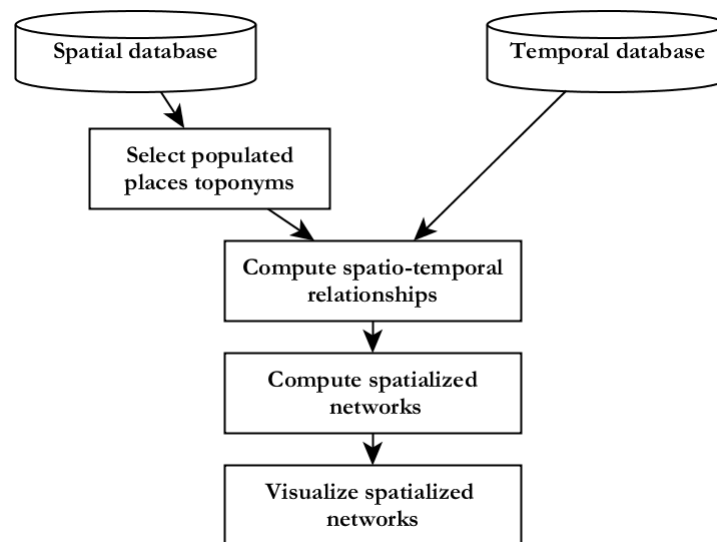 Spatial database
Temporal database
Select populated
places toponyms
Compute spatio-temporal
relationships
Compute spatialized
networks
Visualize spatialized
networks